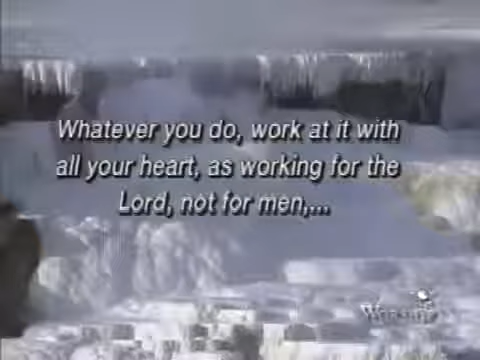 Whatever you do, work at it with
all your heart, as working for the
Lord, not for men,...